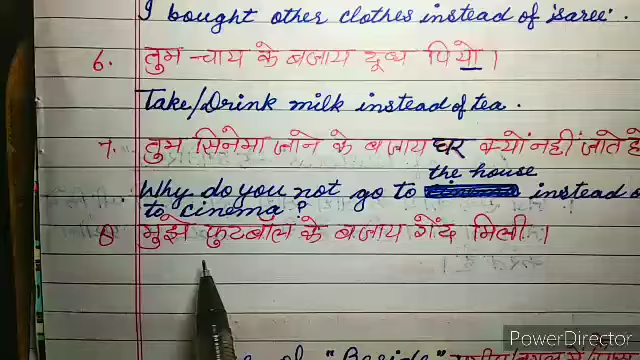 I bought other clothes instead of 'saree'.
6. तुम चाय के बजाय दूध पियो ।
Take/Drink milk instead of tea.
7. तुम सिनेमा जाने के बजाय घर क्यों नहीं जाते
the house
Why do you not go to instead
to cinema?
8 मुझे फुटबॉल के बजाय गेंद मिली ।
of "Beside"
PowerDirector